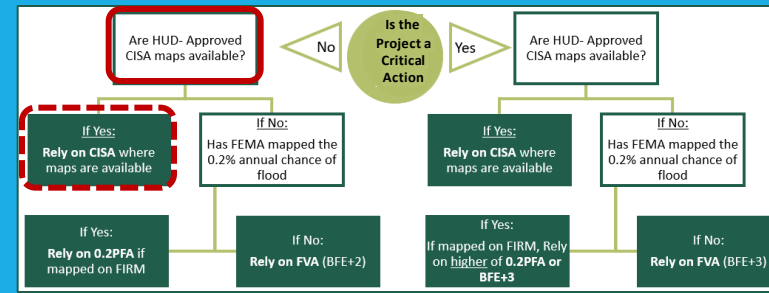 Is the
Project a
Critical
Action
No
Yes
Are HUD- Approved
CISA maps available?
If Yes:
Rely on CISA where
maps are available
If No:
Has FEMA mapped the
0.2% annual chance of
flood
If Yes:
Rely on 0.2PFA if
mapped on FIRM
If No:
Rely on FVA (BFE+2)
Are HUD- Approved
CISA maps available?
If Yes:
Rely on CISA where
maps are available
If No:
Has FEMA mapped the
0.2% annual chance of
flood
If Yes:
If mapped on FIRM, Rely
on higher of 0.2PFA or
BFE+3
If No:
Rely on FVA (BFE+3)